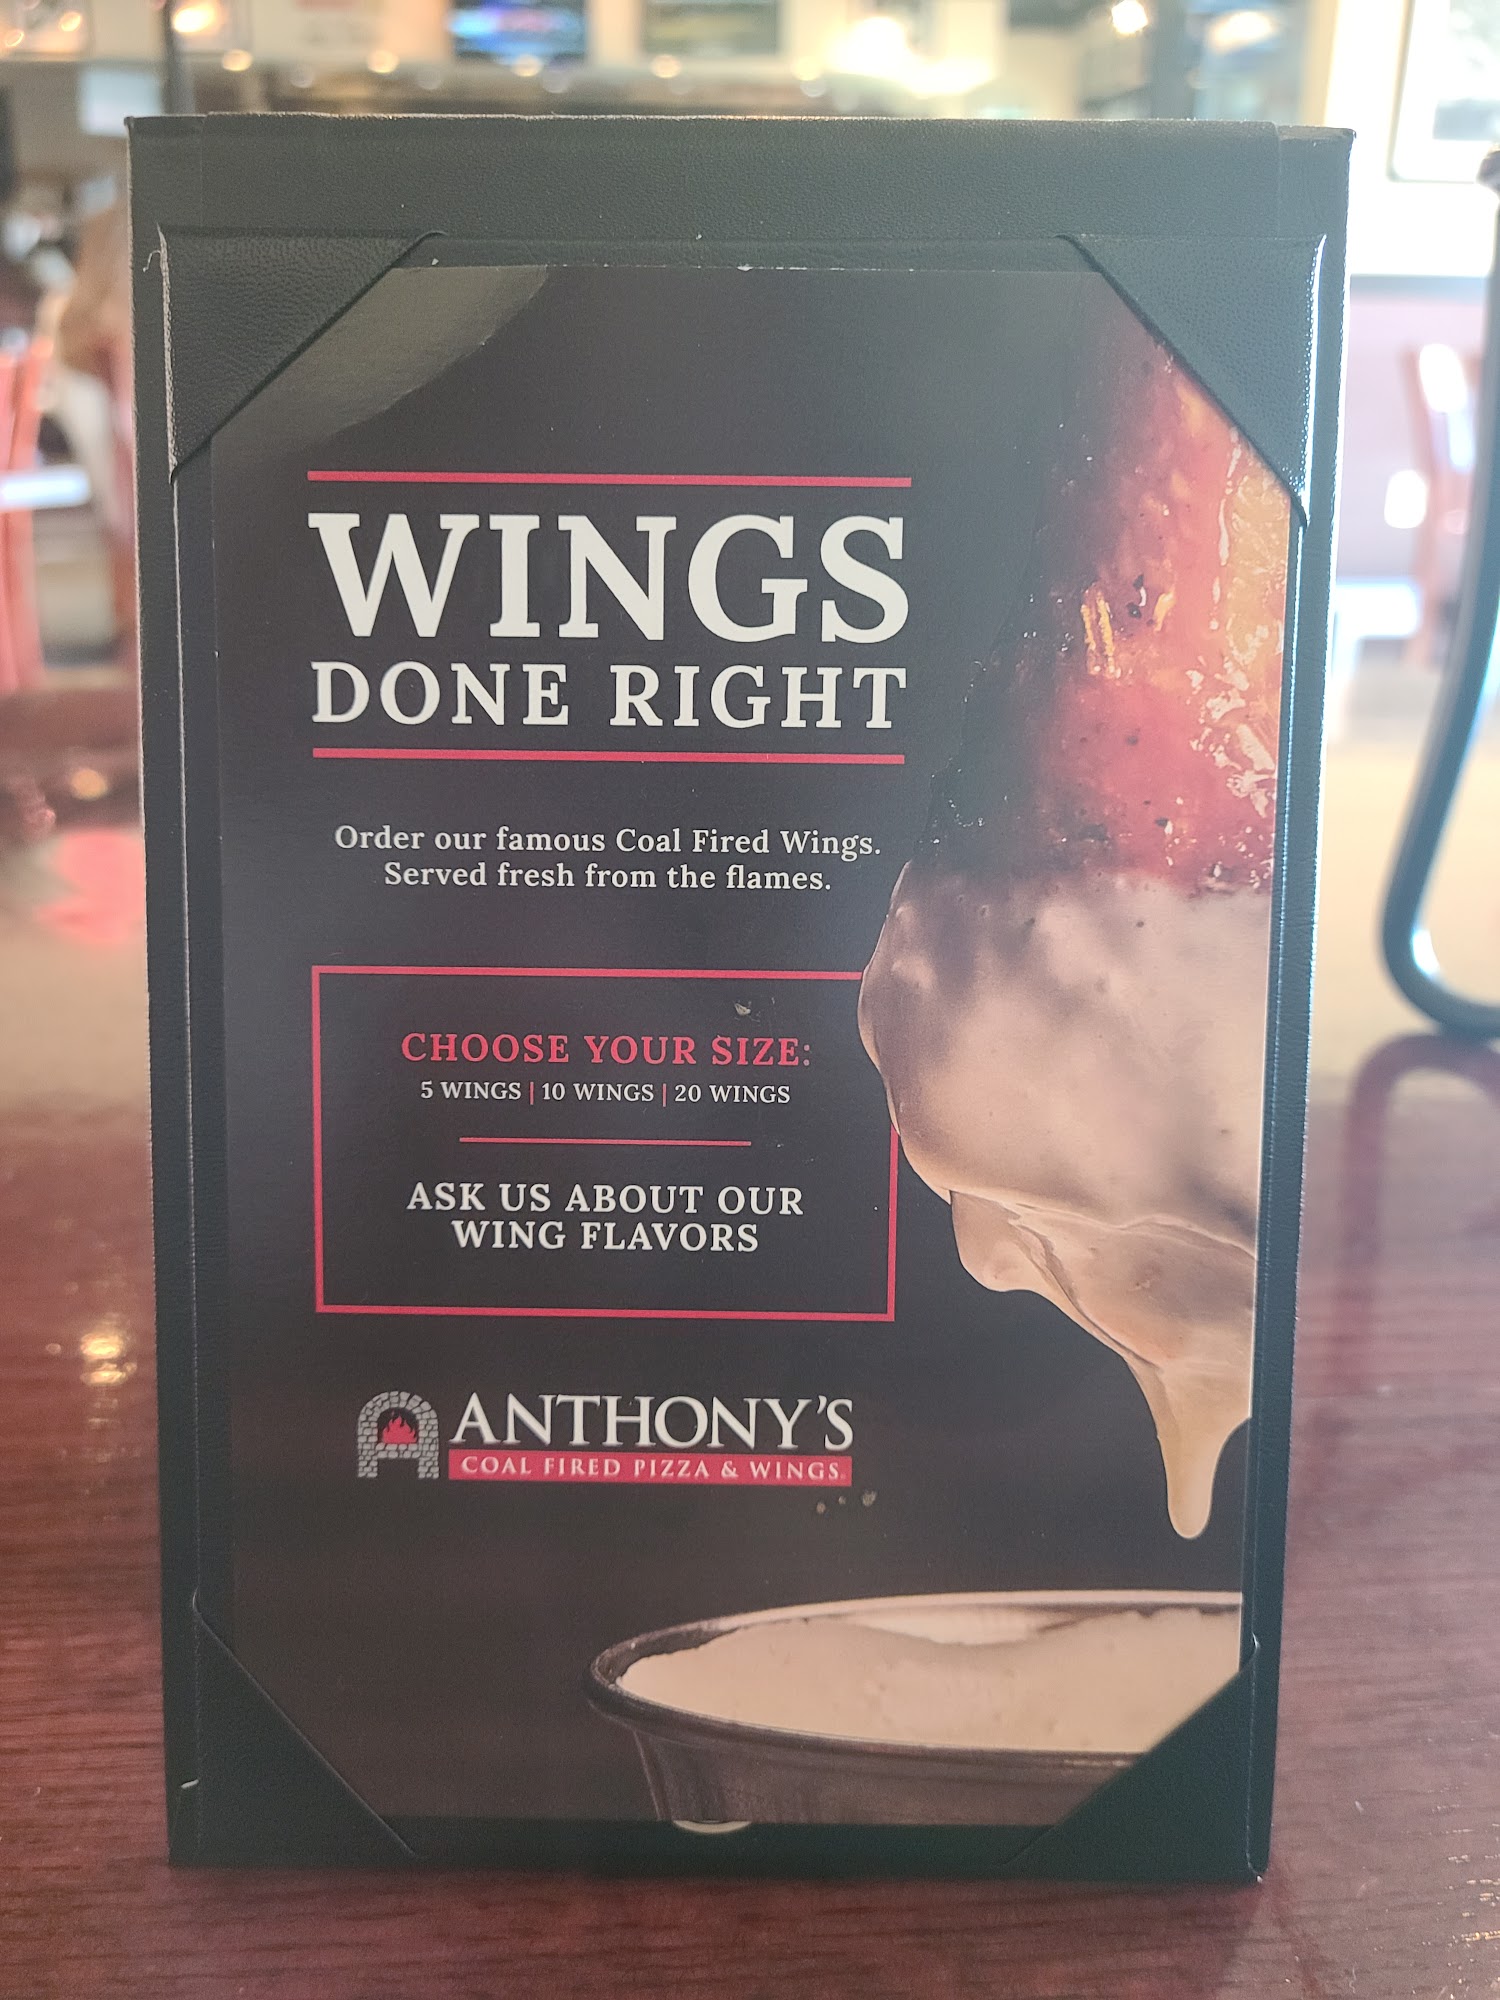 WINGS
DONE RIGHT
Order our famous Coal Fired Wings.
Served fresh from the flames.
CHOOSE YOUR SIZE:
5 WINGS | 10 WINGS | 20 WINGS
ASK US ABOUT OUR
WING FLAVORS
ANTHONY'S
COAL FIRED PIZZA & WINGS.